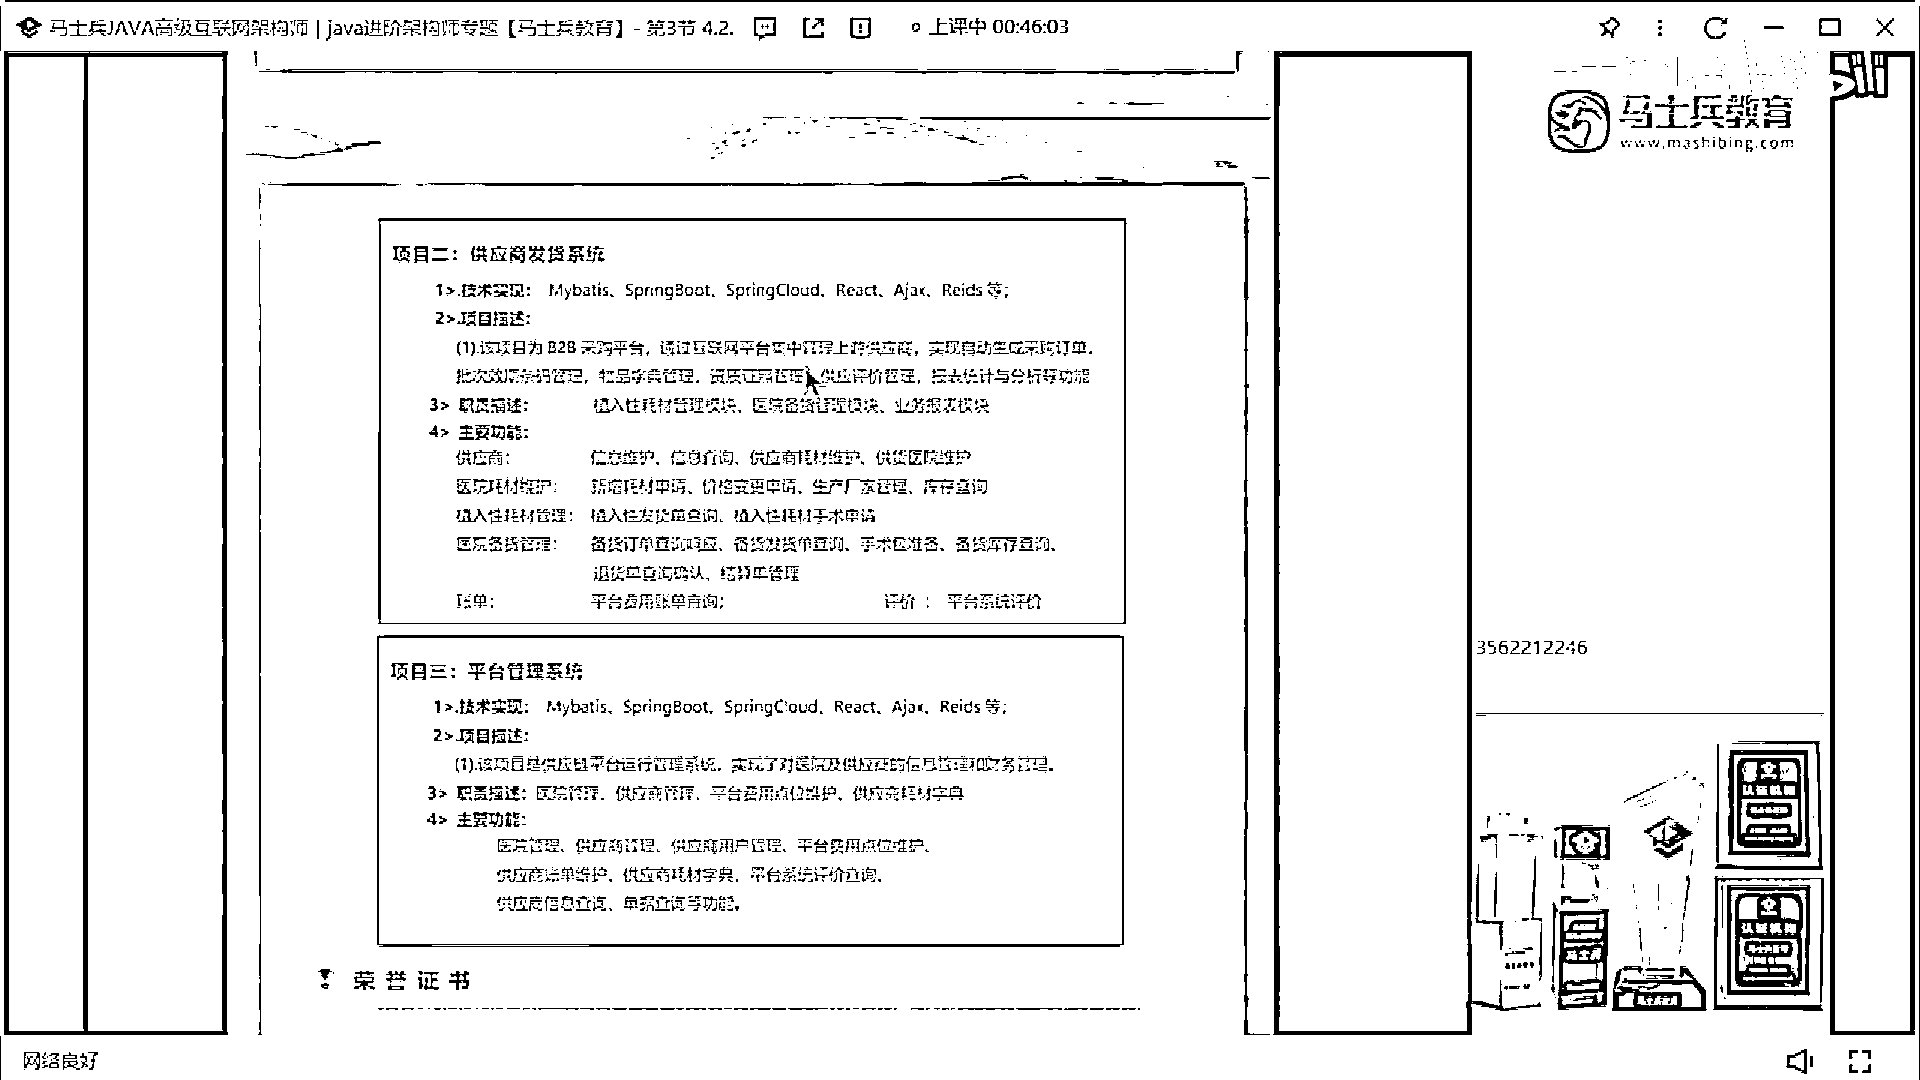 马士兵JAVA高级互联网架构师 | java进阶架构师专题【马士兵教育】- 第3节 4.2. 上课中 00:46:03
马士兵教育
www.mashibing.com
项目二：供应商发货系统
1>.技术实现： Mybatis、SpringBoot、SpringCloud、React、Ajax、Reids 等；
2>.项目描述：
(1).该项目为 B2B 采购平台，通过互联网平台集中管理上游供应商，实现自动生成采购订单、
批次效期条码管理，物品字典管理，资质证照管理，供应评价管理，报表统计与分析等功能
3> 职责描述： 植入性耗材管理模块、医院备货管理模块、业务报表模块
4> 主要功能：
供应商： 信息维护、信息查询、供应商耗材维护、供货医院维护
医院耗材维护： 新增耗材申请、价格变更申请、生产厂家管理、库存查询
植入性耗材管理： 植入性发货单查询、植入性耗材手术申请
医院备货管理： 备货订单查询响应、备货发货单查询、手术包准备、备货库存查询、
退货单查询确认、结算单管理
账单： 平台费用账单查询； 评价 ： 平台系统评价
项目三：平台管理系统
1>.技术实现： Mybatis、SpringBoot、SpringCloud、React、Ajax、Reids 等；
2>.项目描述：
(1).该项目是供应链平台运行管理系统，实现了对医院及供应商的信息管理和财务管理。
3> 职责描述：医院管理、供应商管理、平台费用点位维护、供应商耗材字典
4> 主要功能：
医院管理、供应商管理、供应商用户管理、平台费用点位维护、
供应商账单维护、供应商耗材字典、平台系统评价查询、
供应商信息查询、单据查询等功能。
荣誉证书
3562212246
网络良好